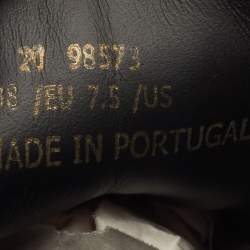 20 98573
38 /EU 7.5 /US
MADE IN PORTUGAL